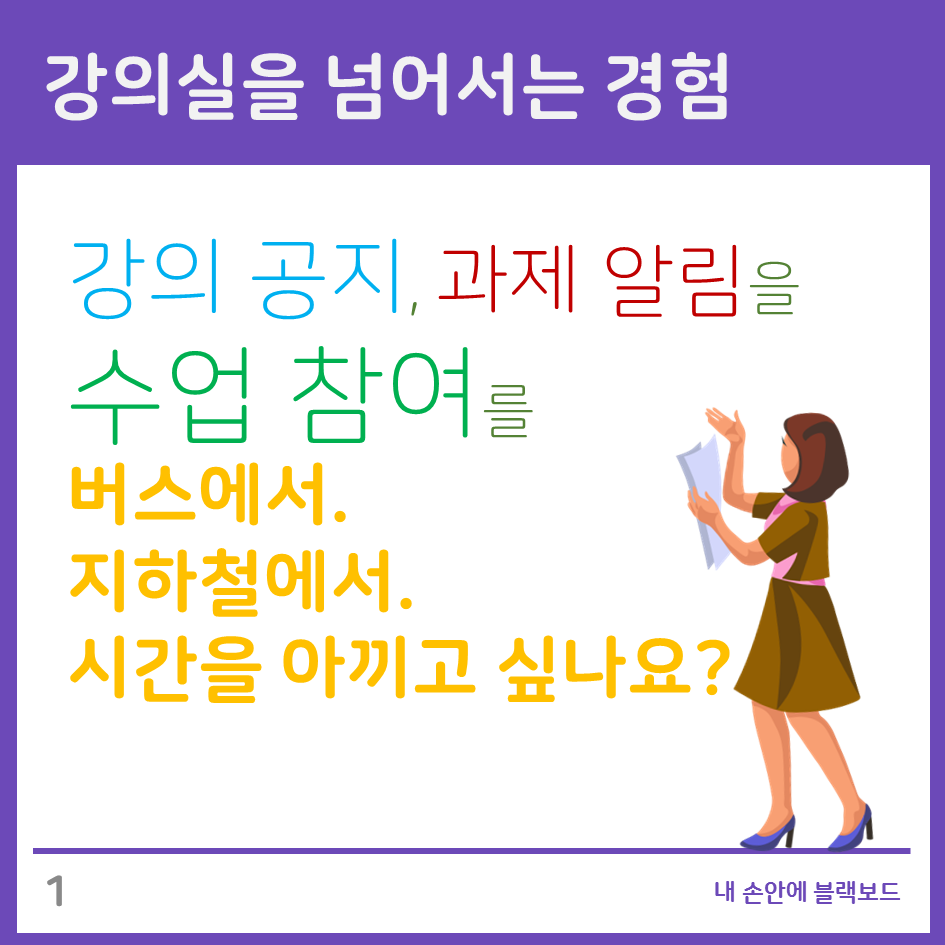 강의실을 넘어서는 경험
강의 공지, 과제 알림을
수업 참여를
버스에서.
지하철에서.
시간을 아끼고 싶나요?
1
내 손안에 블랙보드